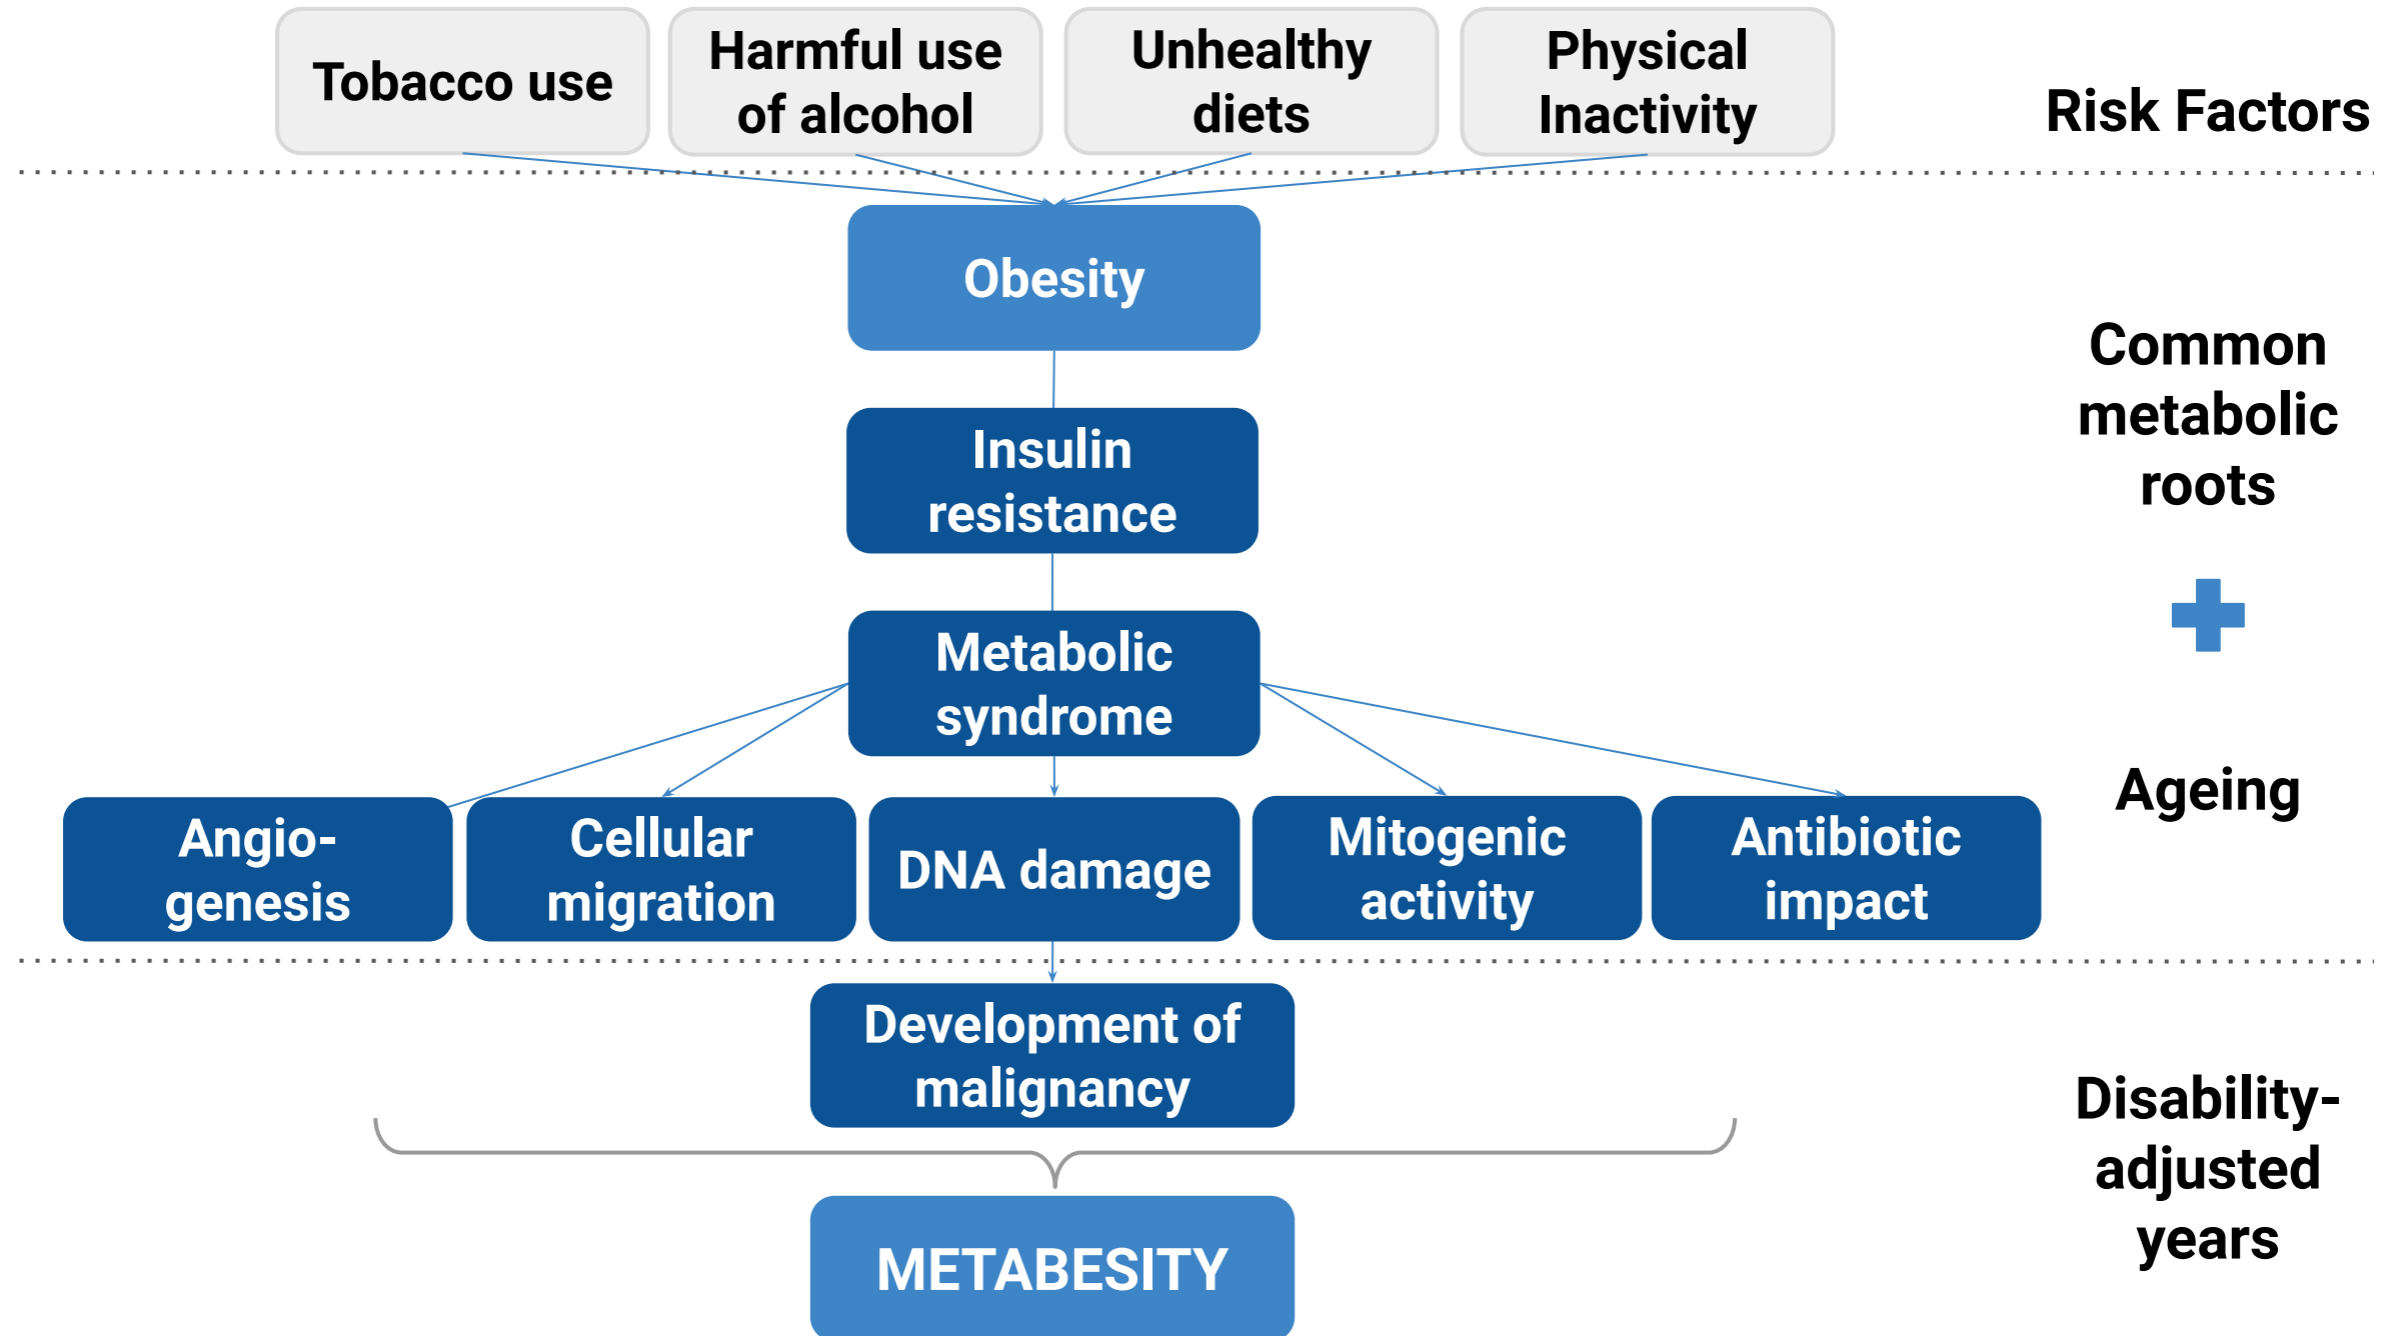 Tobacco use
Harmful use
of alcohol
Unhealthy
diets
Physical
Inactivity
Risk Factors
Obesity
Insulin
resistance
Common
metabolic
roots
Metabolic
syndrome
Angio-
genesis
Cellular
migration
DNA damage
Mitogenic
activity
Antibiotic
impact
Ageing
Development of
malignancy
METABESITY
Disability-
adjusted
years